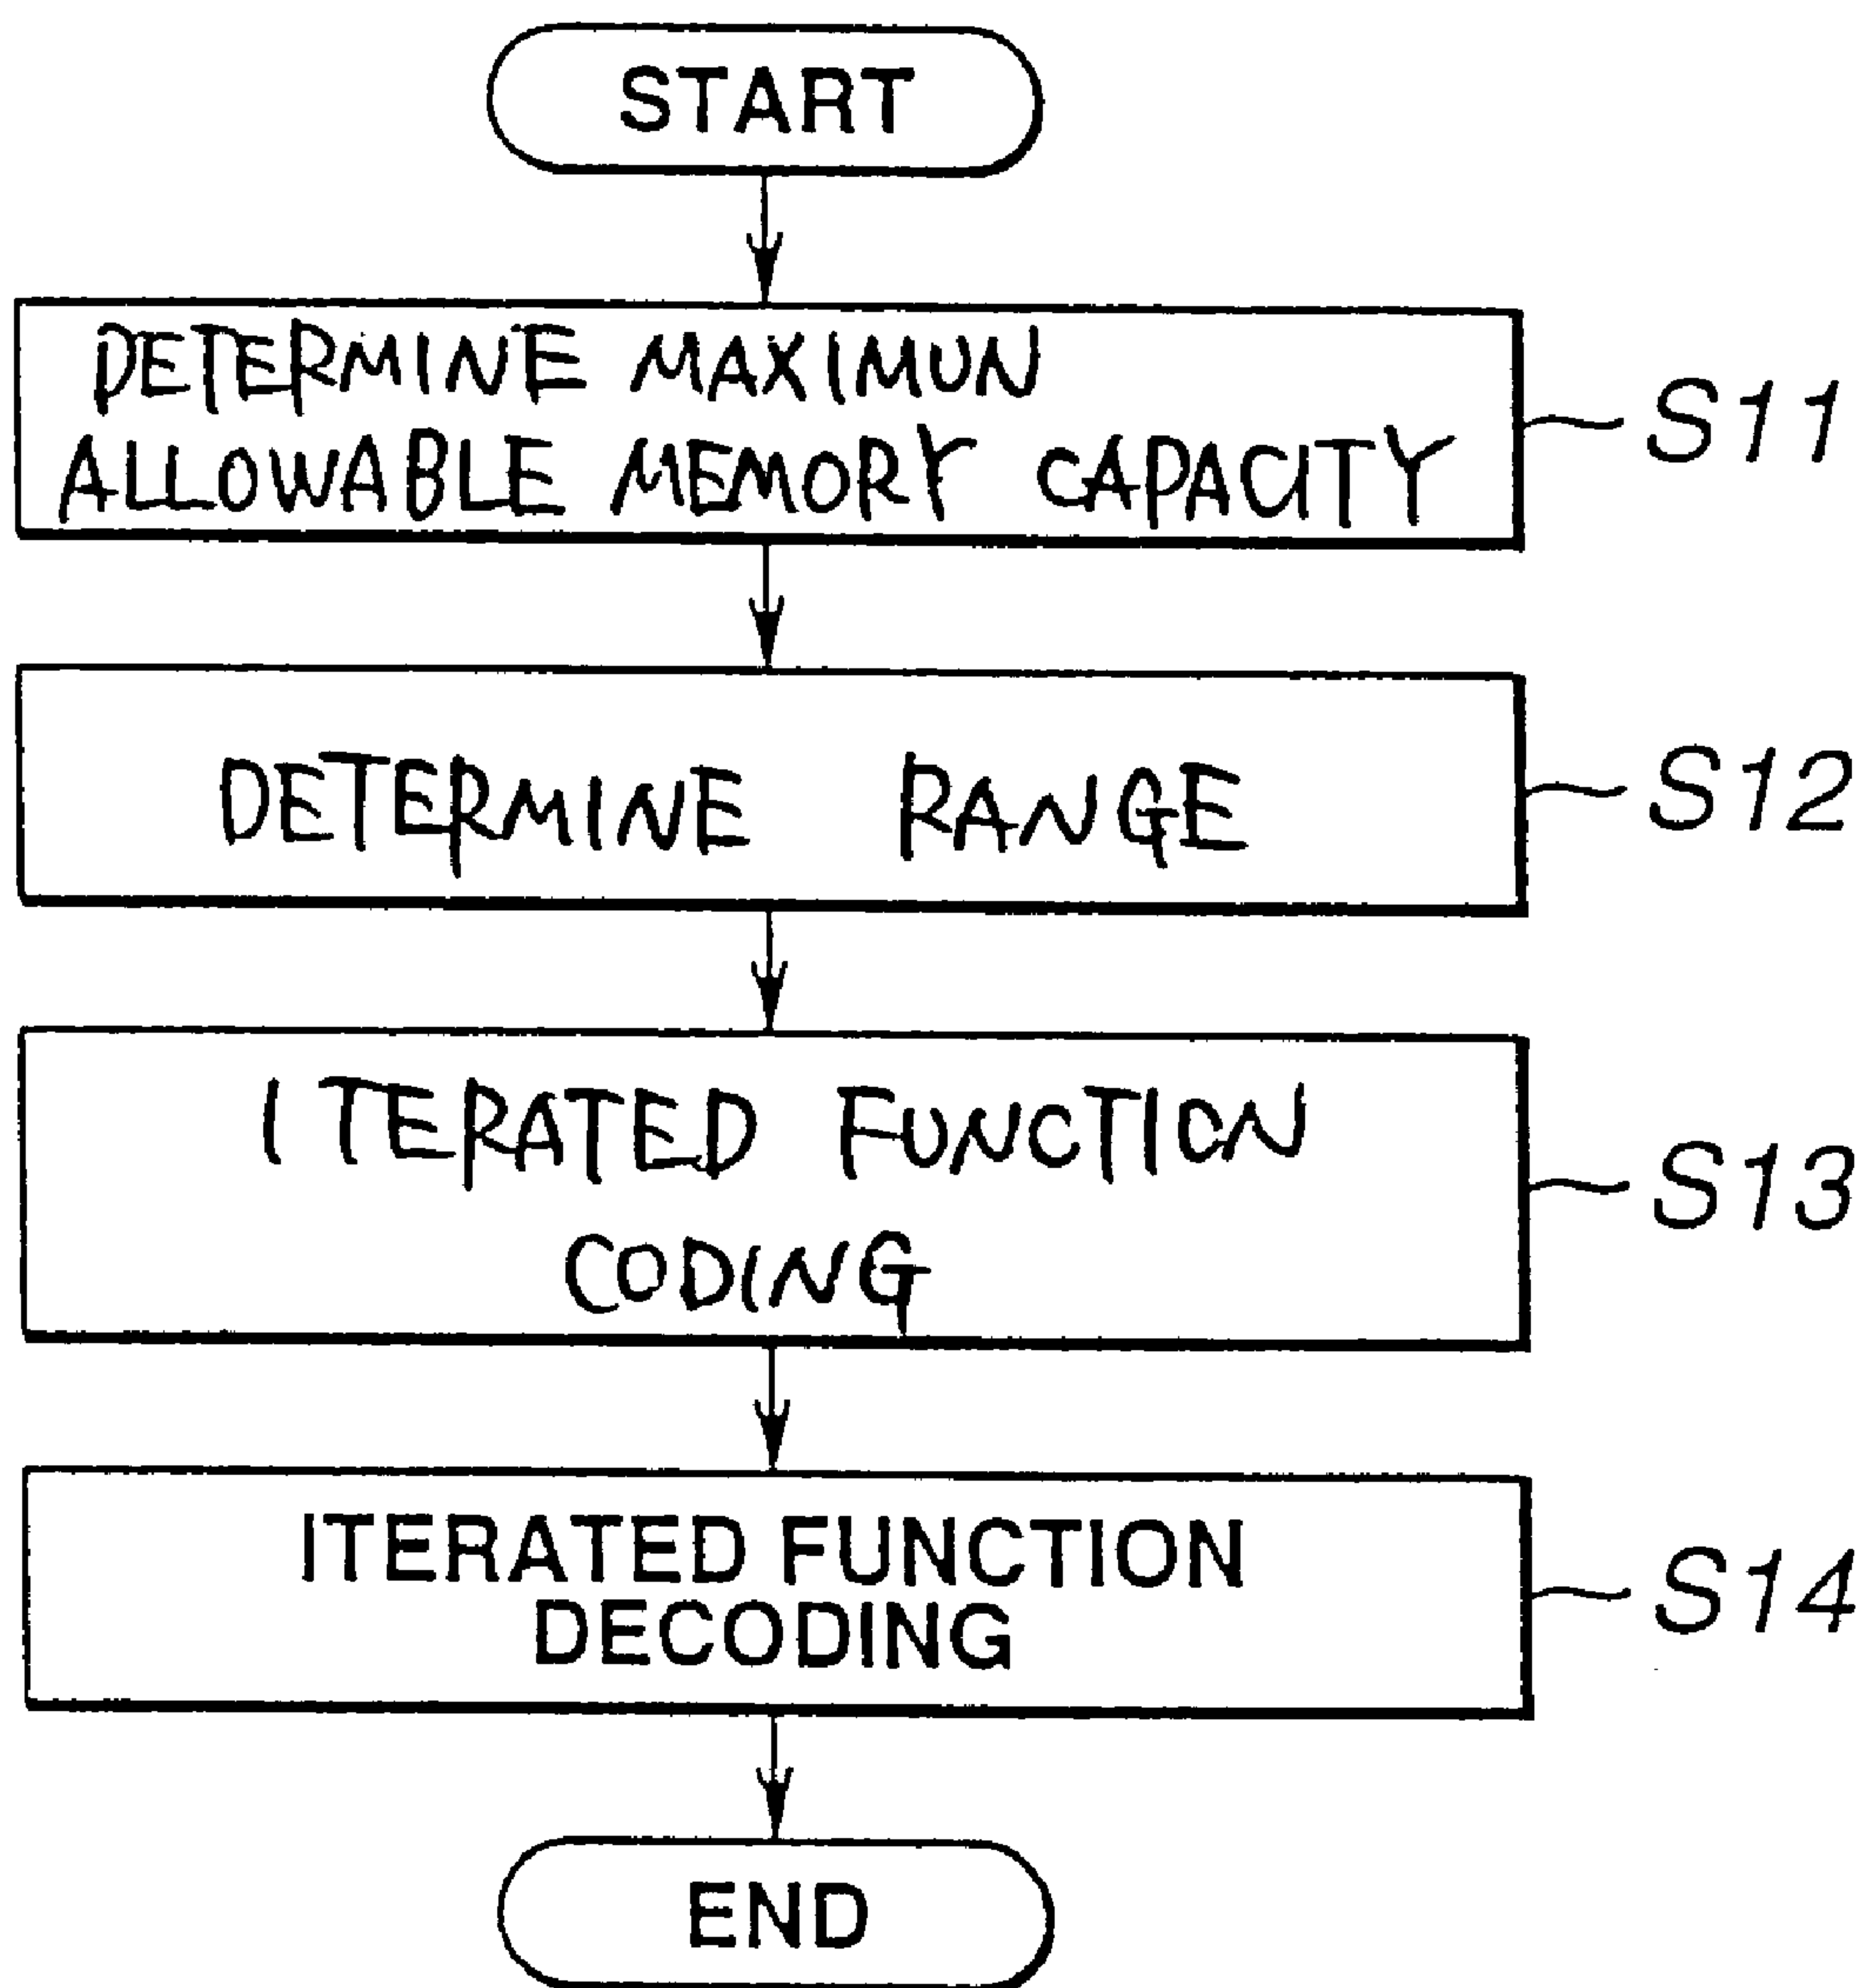 START
DETERMINE MAXIMUN
ALLOWABLE MEMORY CAPACITY
S11
DETERMINE RANGE
S12
ITERATED FUNCTION
CODING
S13
ITERATED FUNCTION
DECODING
S14
END